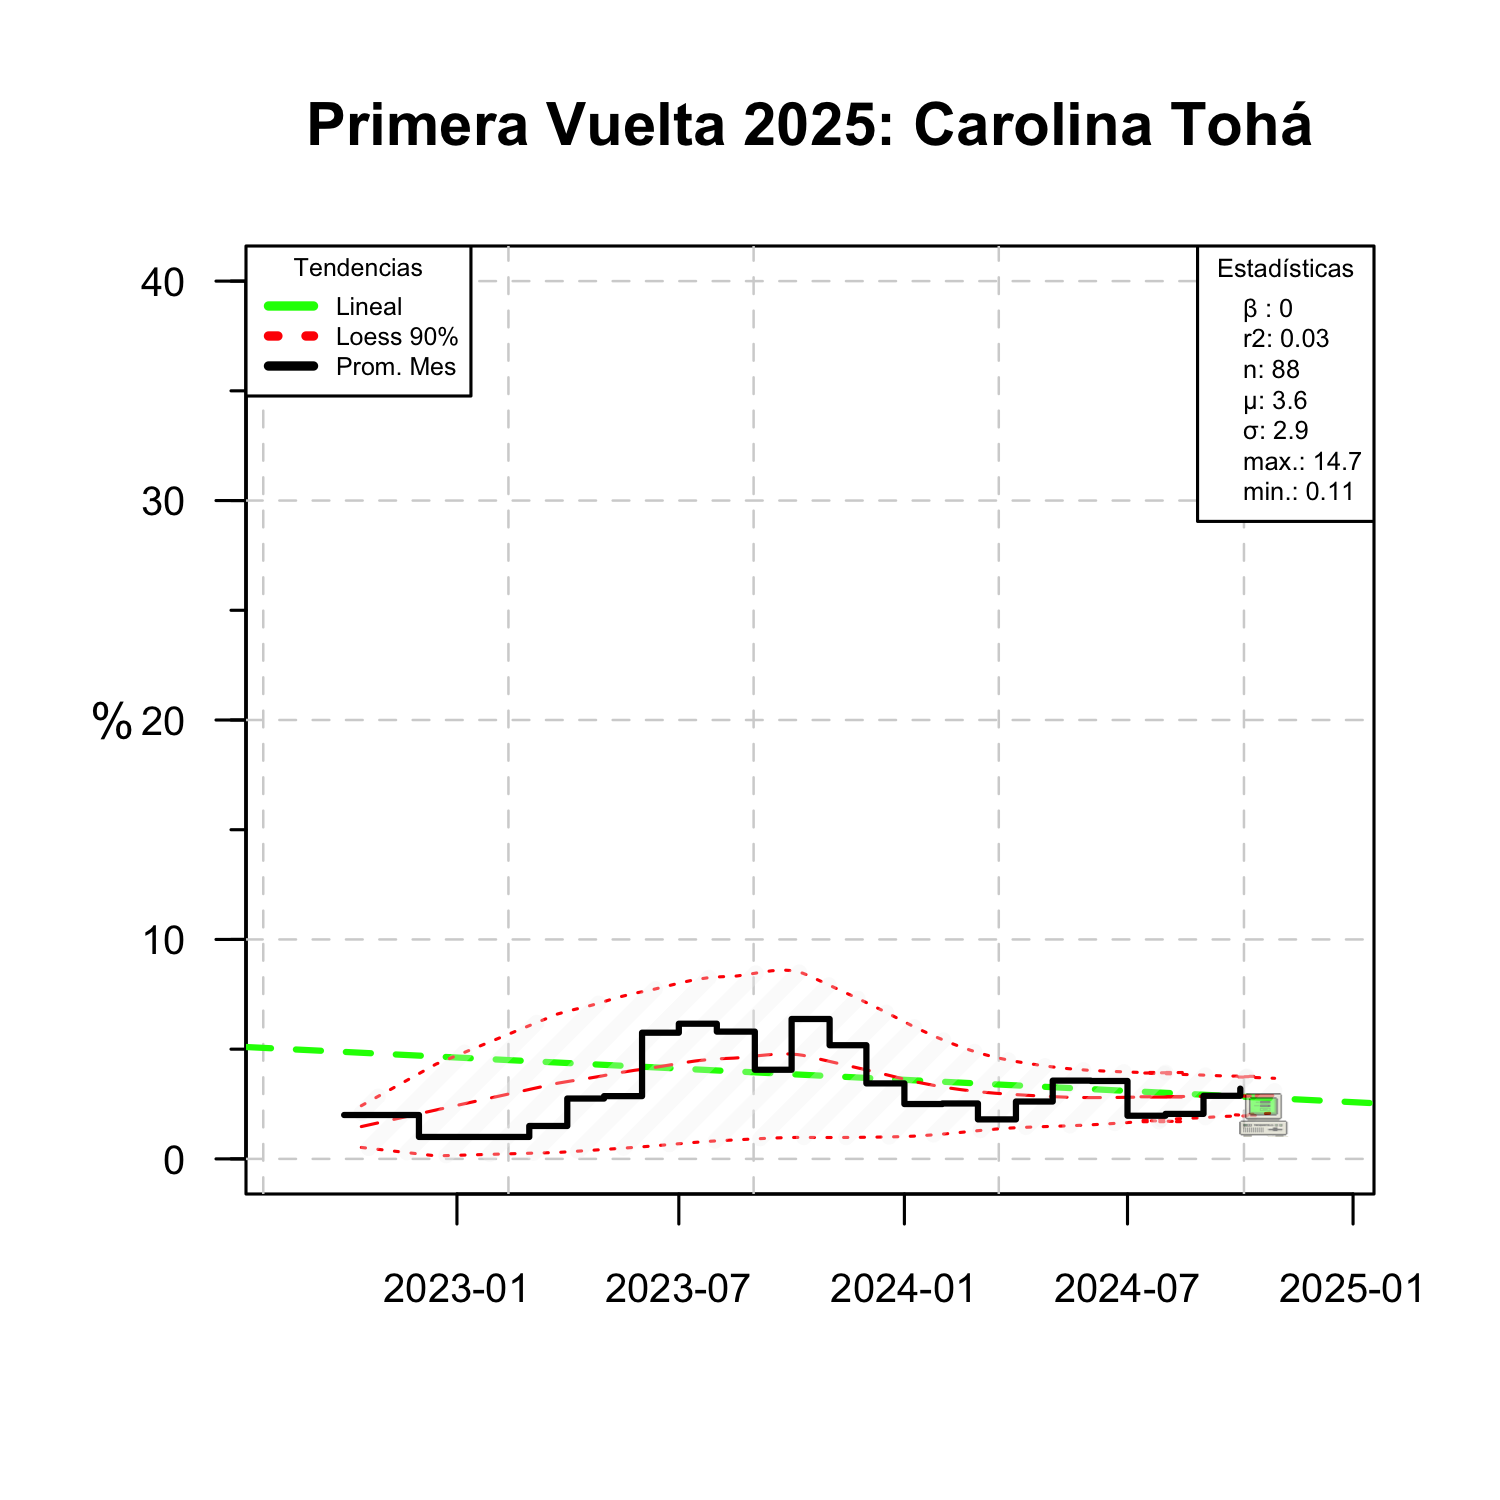 Primera Vuelta 2025: Carolina Tohá
Tendencias
Lineal
Loess 90%
Prom. Mes
Estadísticas
β : 0
r2: 0.03
n: 88
μ: 3.6
σ: 2.9
max.: 14.7
min.: 0.11
40
30
% 20
10
0
2023-01 2023-07 2024-01 2024-07 2025-01